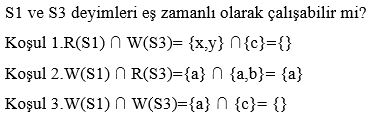 S1 ve S3 deyimleri eş zamanlı olarak çalışabilir mi?
Koşul 1.R(S1) ∩ W(S3)= {x,y} ∩{c}={}
Koşul 2.W(S1) ∩ R(S3)={a} ∩ {a,b}= {a}
Koşul 3.W(S1) ∩ W(S3)={a} ∩ {c}= {}